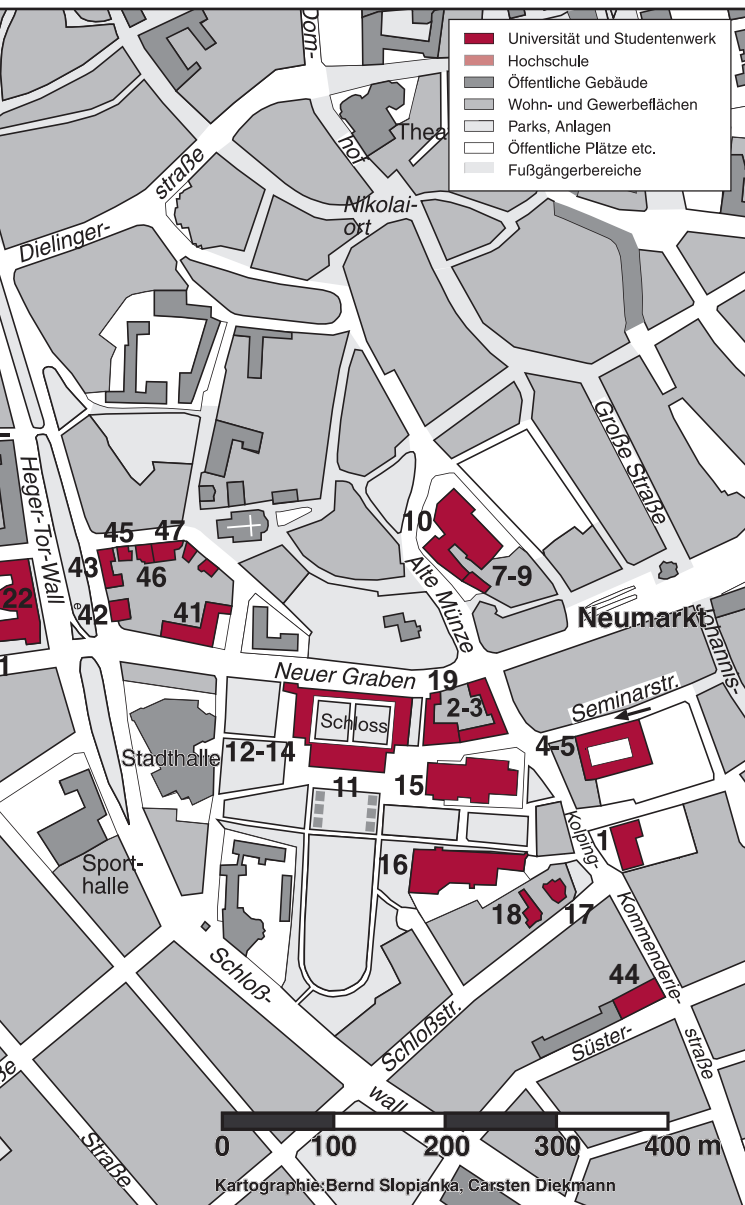 Dom-
hof
Thea
Universität und Studentenwerk
Hochschule
Öffentliche Gebäude
Wohn- und Gewerbeflächen
Parks, Anlagen
Öffentliche Plätze etc.
Fußgängerbereiche
Dielinger-
straße
Nikolai-
ort
Große Straße
Heger-Tor-Wall
45
47
43
46
42
41
22
e
1
10
7-9
Alte Münze
Neumarkt
Johannis-
Neuer Graben
19
2-3
Seminarstr.
Schloss
Stadthalle
12-14
4-5
11
15
Kolping-
1
16
Sport-
halle
18
17
Kommenderie-
straße
44
Schloß-
wall
Schloßstr.
Süster-
ße
Straße
0
100
200
300
400 m
Kartographie:Bernd Slopianka, Carsten Diekmann